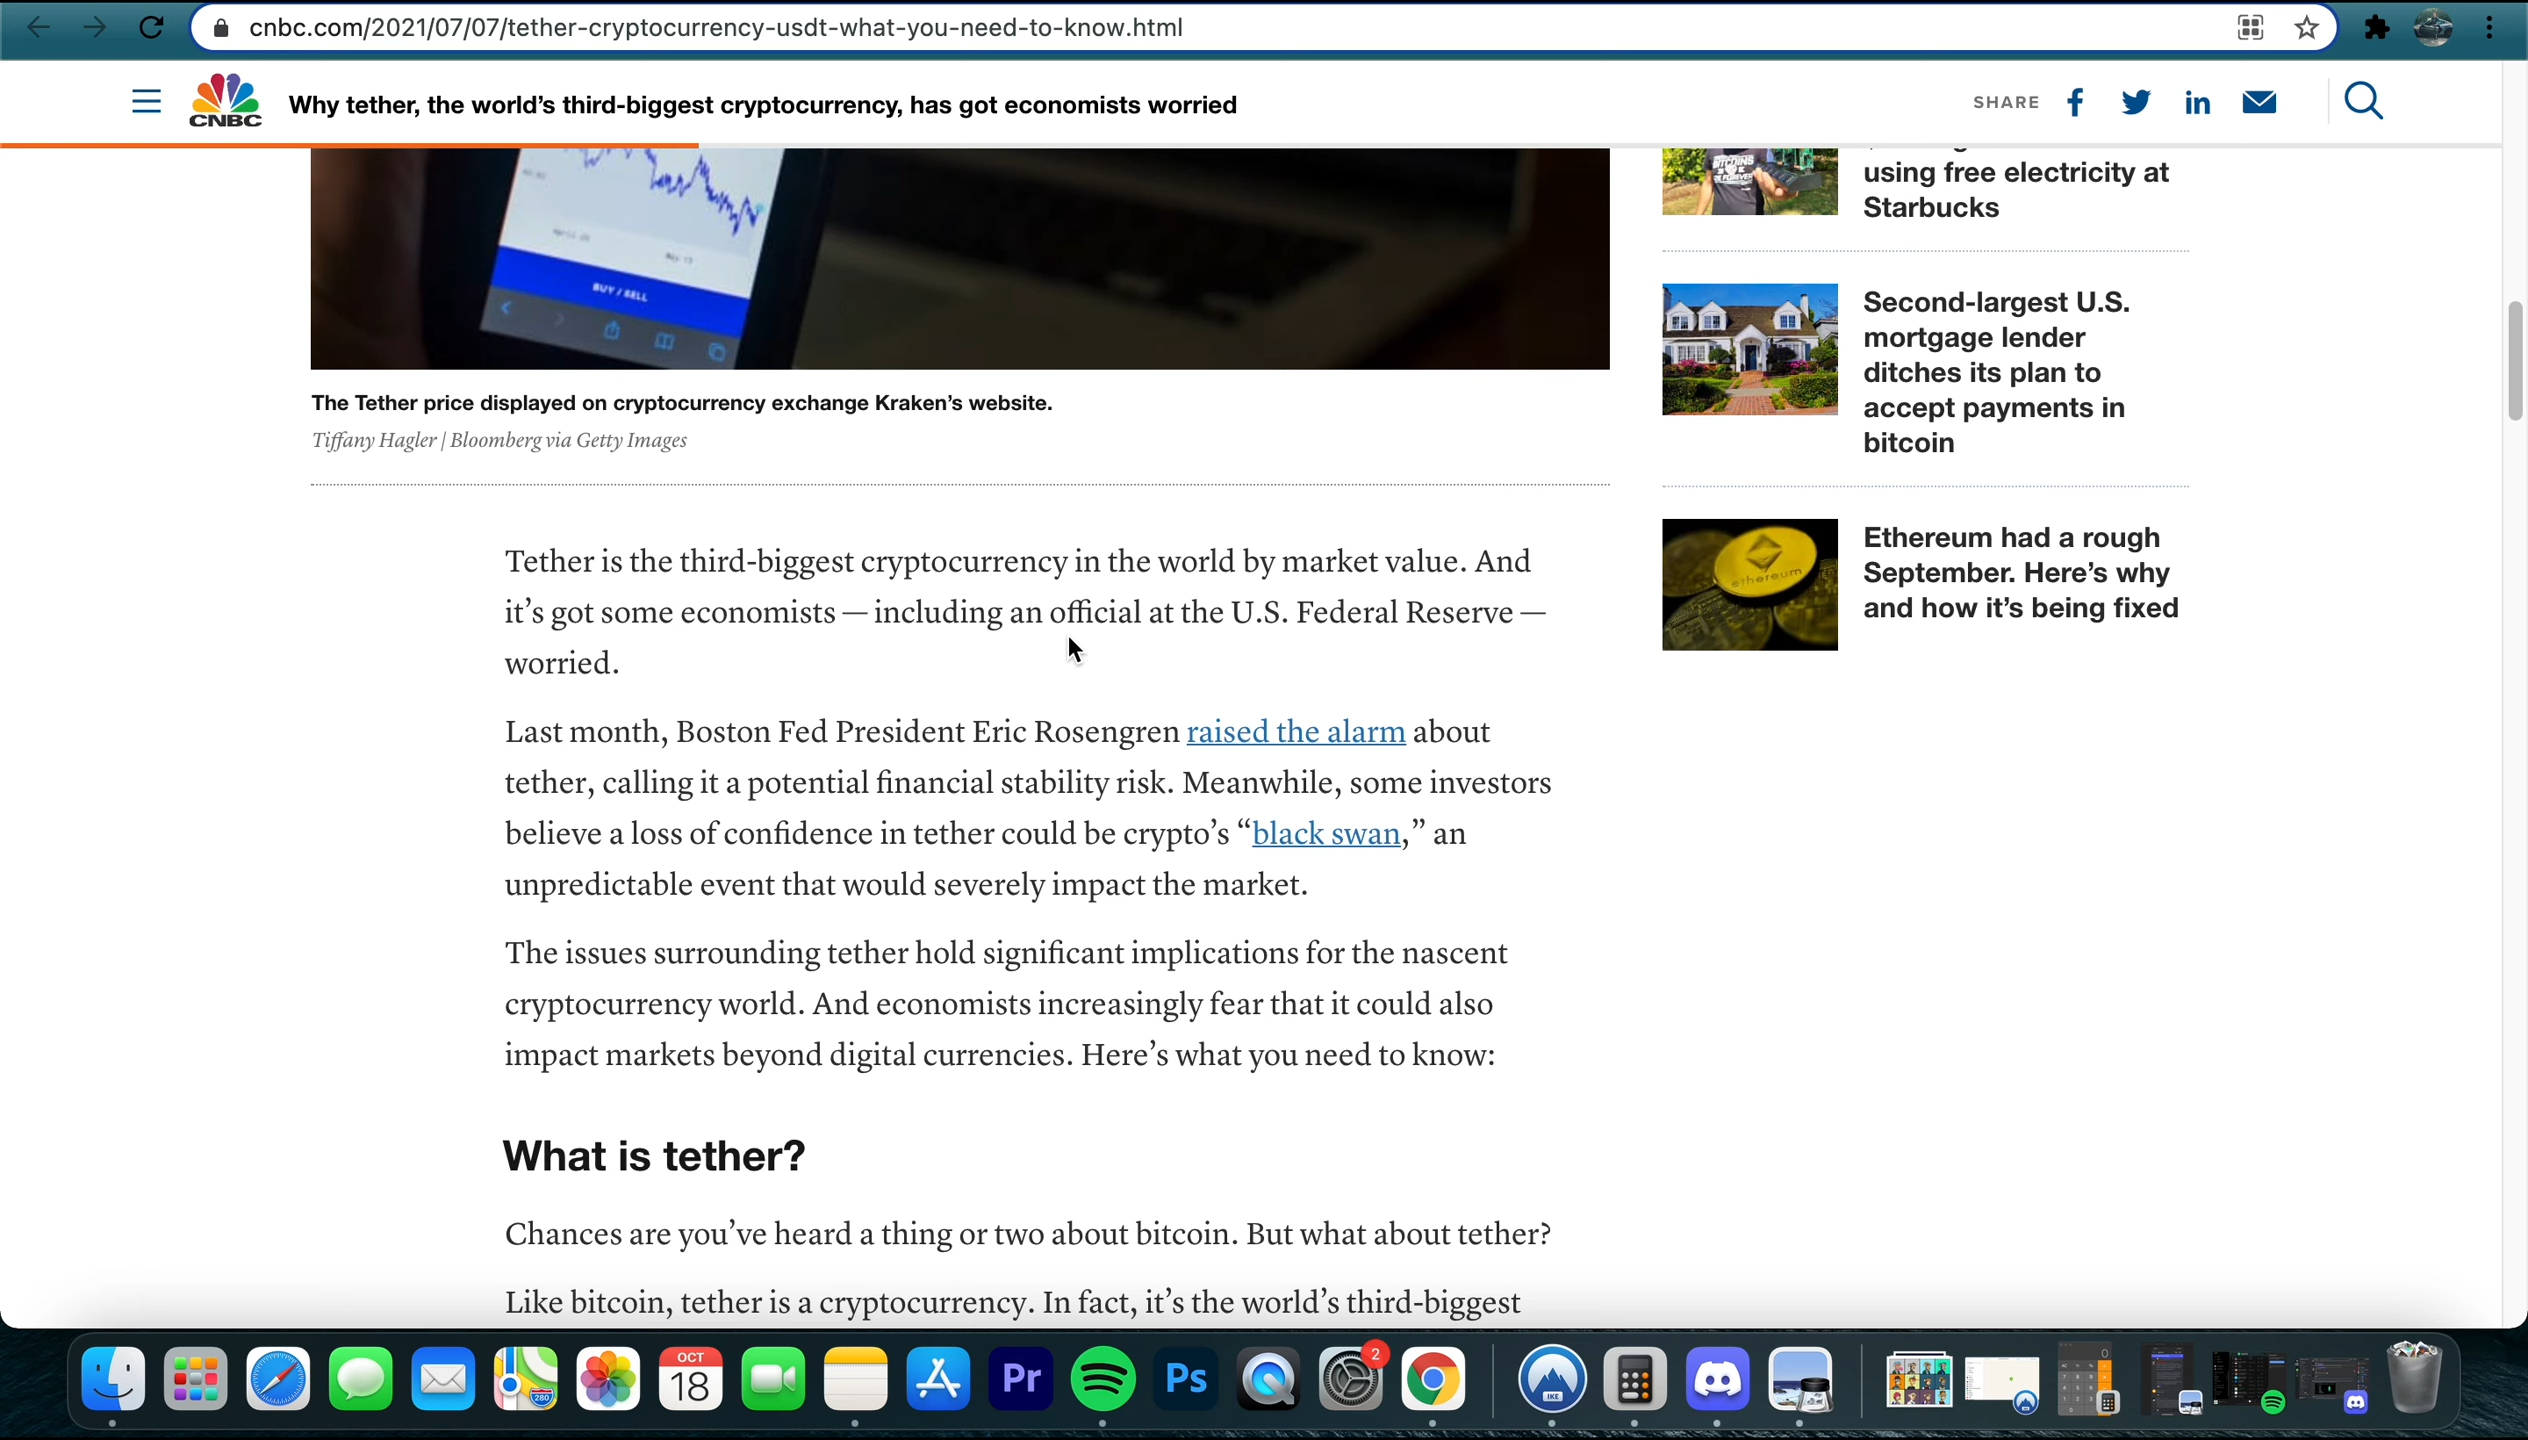 cnbc.com/2021/07/07/tether-cryptocurrency-usdt-what-you-need-to-know.html
CNBC
Why tether, the world’s third-biggest cryptocurrency, has got economists worried
SHARE
BUY / SELL
The Tether price displayed on cryptocurrency exchange Kraken’s website.
Tiffany Hagler | Bloomberg via Getty Images
Tether is the third-biggest cryptocurrency in the world by market value. And
it’s got some economists — including an official at the U.S. Federal Reserve —
worried.
Last month, Boston Fed President Eric Rosengren raised the alarm about
tether, calling it a potential financial stability risk. Meanwhile, some investors
believe a loss of confidence in tether could be crypto’s “black swan,” an
unpredictable event that would severely impact the market.
The issues surrounding tether hold significant implications for the nascent
cryptocurrency world. And economists increasingly fear that it could also
impact markets beyond digital currencies. Here’s what you need to know:
What is tether?
Chances are you’ve heard a thing or two about bitcoin. But what about tether?
Like bitcoin, tether is a cryptocurrency. In fact, it’s the world’s third-biggest
using free electricity at
Starbucks
Second-largest U.S.
mortgage lender
ditches its plan to
accept payments in
bitcoin
ethereum
Ethereum had a rough
September. Here’s why
and how it’s being fixed
280
OCT
18
Pr
Ps
2
IKE